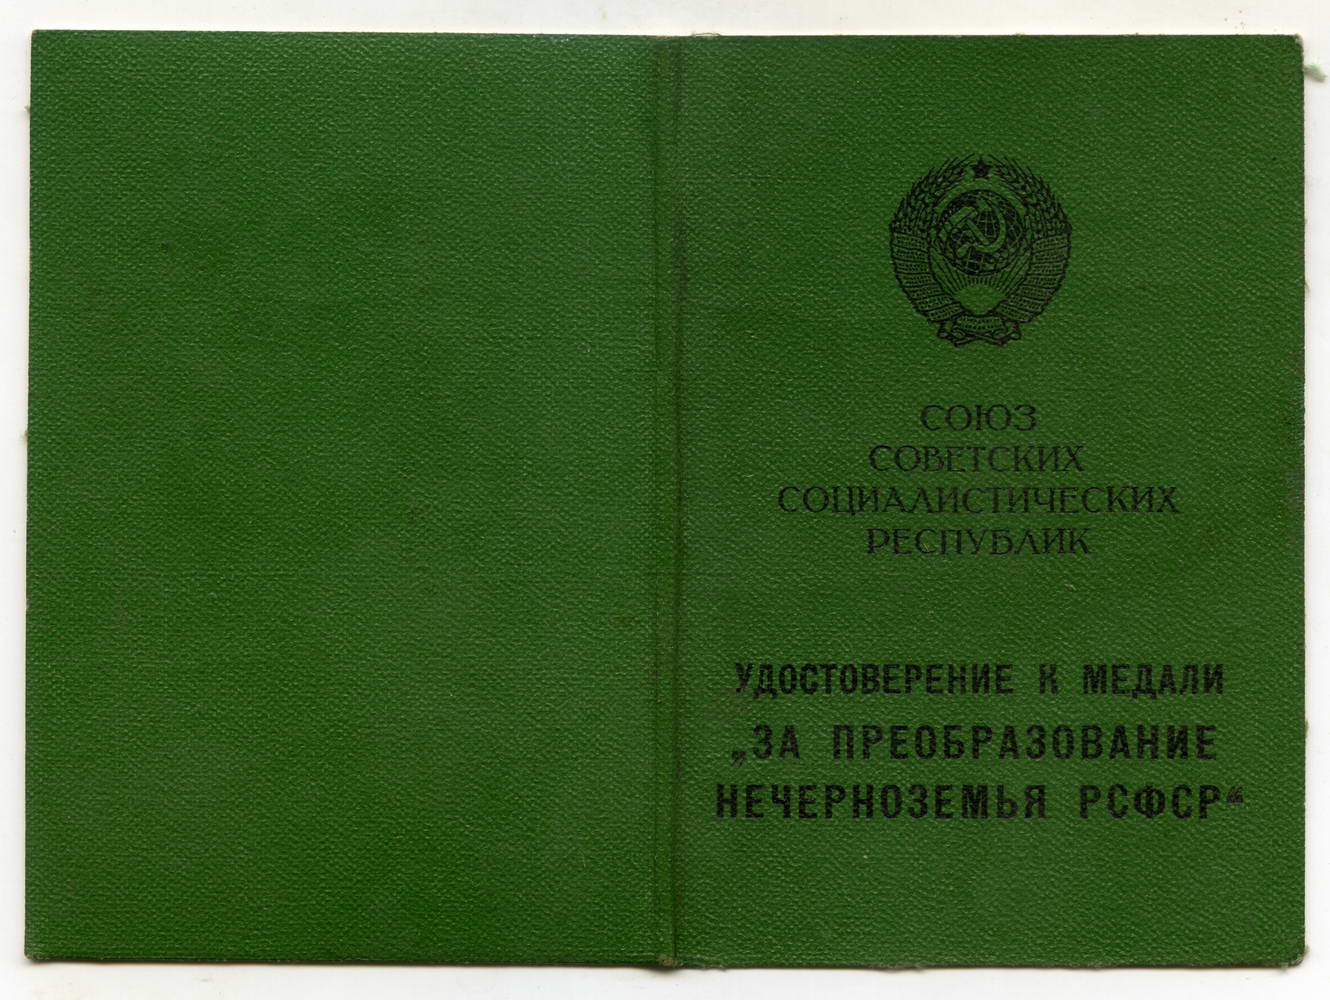 СОЮЗ
СОВЕТСКИХ
СОЦИАЛИСТИЧЕСКИХ
РЕСПУБЛИК
УДОСТОВЕРЕНИЕ К МЕДАЛИ
„ЗА ПРЕОБРАЗОВАНИЕ
НЕЧЕРНОЗЕМЬЯ РСФСР“